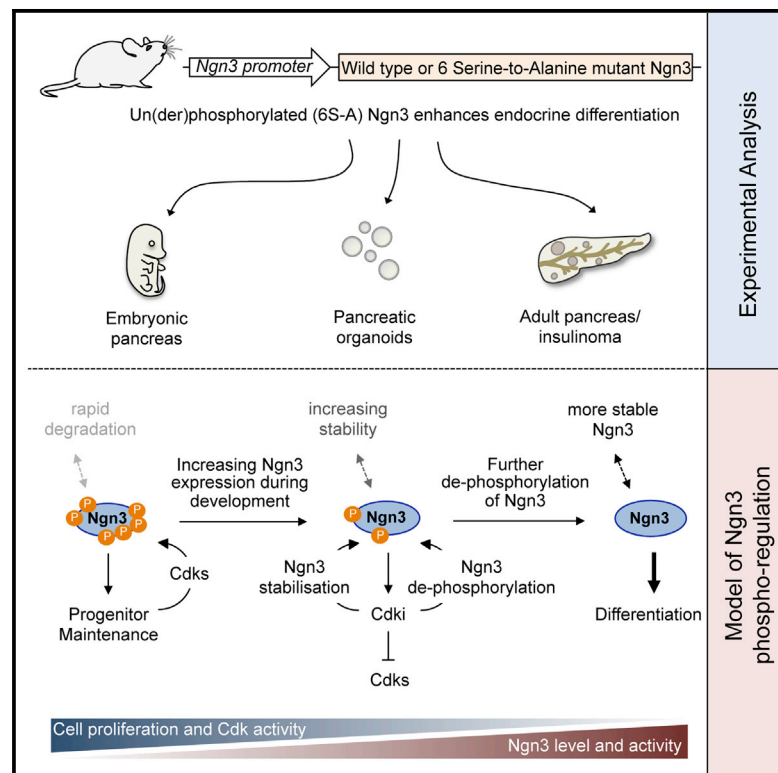 Ngn3 promoter
Wild type or 6 Serine-to-Alanine mutant Ngn3
Un(der)phosphorylated (6S-A) Ngn3 enhances endocrine differentiation
Embryonic
pancreas
Pancreatic
organoids
Adult pancreas/
insulinoma
Experimental Analysis
rapid
degradation
increasing
stability
more stable
Ngn3
Increasing Ngn3
expression during
development
Further
de-phosphorylation
of Ngn3
P
P
P
P
P
P
Ngn3
P
P
Ngn3
Ngn3
Cdks
Progenitor
Maintenance
Ngn3
stabilisation
Ngn3
de-phosphorylation
Cdki
Cdks
Differentiation
Cell proliferation and Cdk activity
Ngn3 level and activity
Model of Ngn3
phospho-regulation